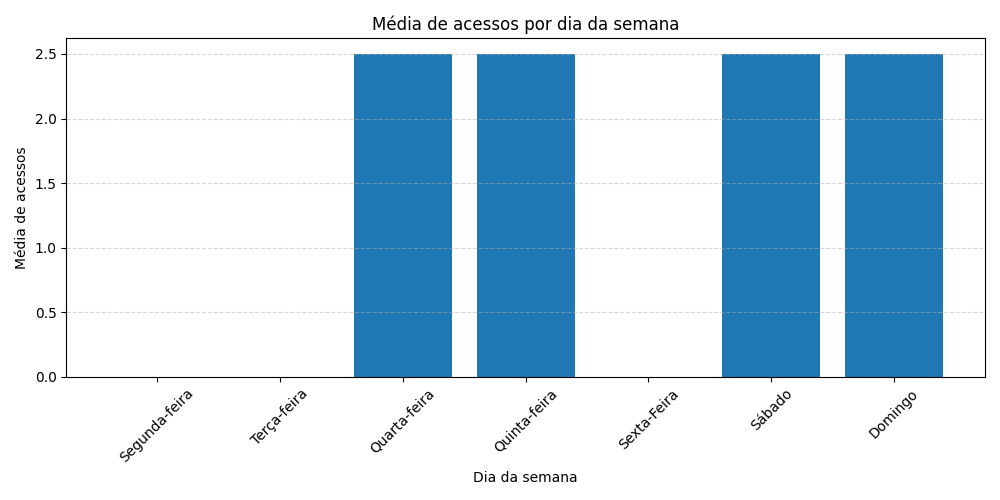 Média de acessos por dia da semana
Média de acessos
2.5
2.0
1.5
1.0
0.5
0.0
Segunda-feira
Terça-feira
Quarta-feira
Quinta-feira
Sexta-Feira
Sábado
Domingo
Dia da semana